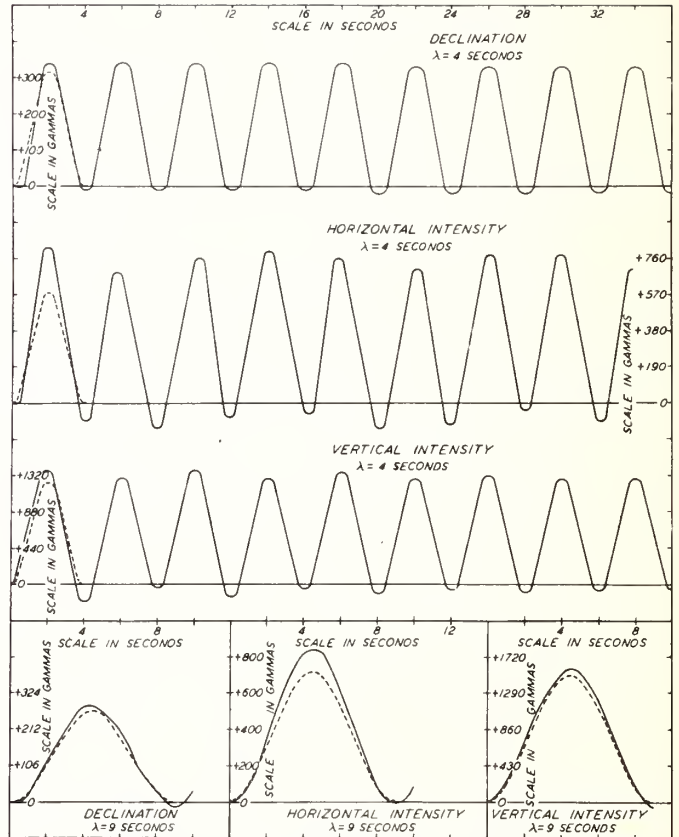 4 8 12 16 20 24 28 32
SCALE IN SECONDS
DECLINATION
λ = 4 SECONDS
+300
+200
+100
0
SCALE IN GAMMAS
HORIZONTAL INTENSITY
λ = 4 SECONDS
+760
+570
+380
+190
0
SCALE IN GAMMAS
VERTICAL INTENSITY
λ = 4 SECONDS
+1320
+880
+440
0
SCALE IN GAMMAS
4 8
SCALE IN SECONDS
+324
+212
+106
0
SCALE IN GAMMAS
DECLINATION
λ = 9 SECONDS
4 8 12
SCALE IN SECONDS
+800
+600
+400
+200
0
SCALE IN GAMMAS
HORIZONTAL INTENSITY
λ = 9 SECONDS
4 8
SCALE IN SECONDS
+1720
+1290
+860
+430
0
SCALE IN GAMMAS
VERTICAL INTENSITY
λ = 9 SECONDS